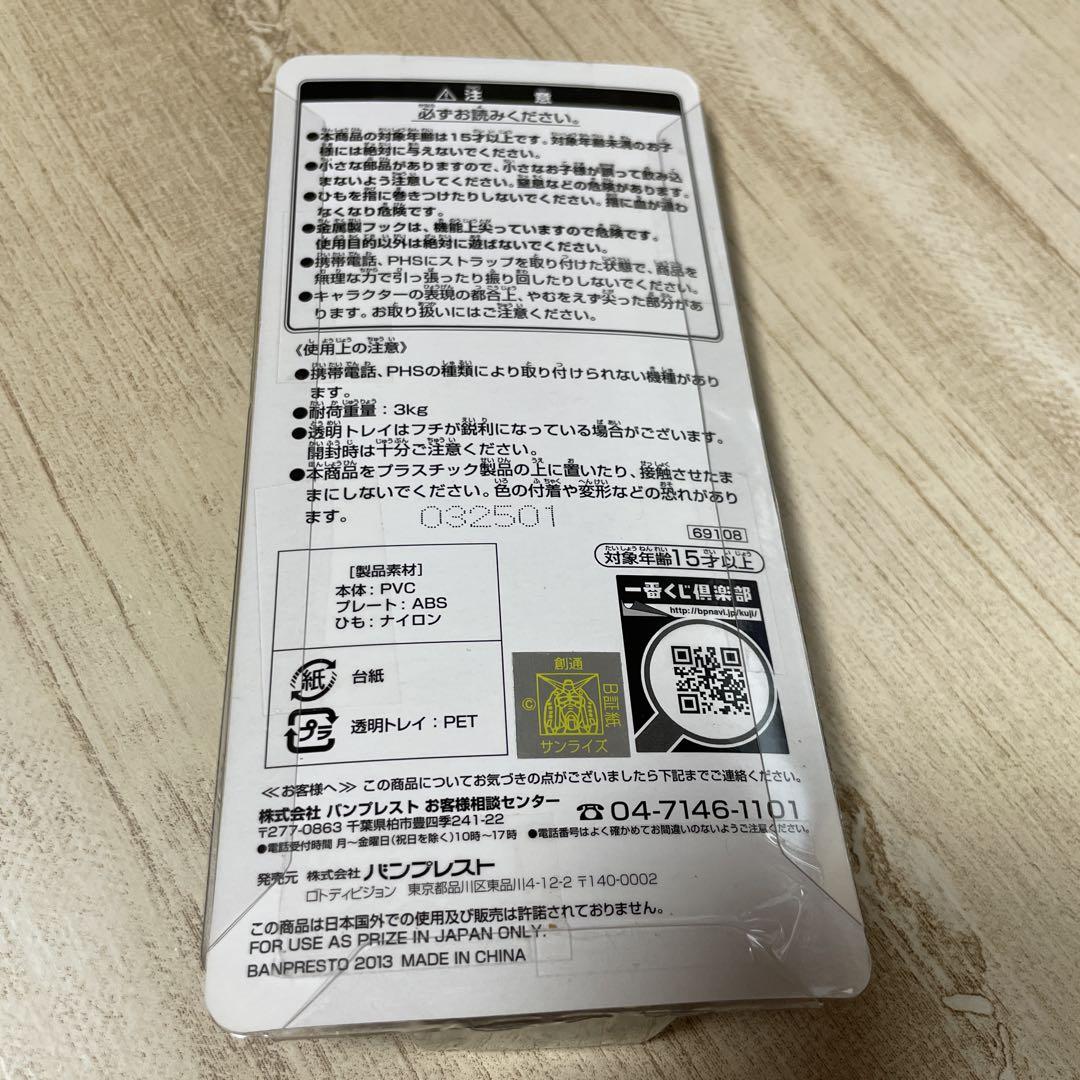 ⚠注意
必ずお読みください。
●本商品の対象年齢は15才以上です。対象年齢未満のお子
様には絶対に与えないでください。
●小さな部品がありますので、小さなお子様が誤って飲み込
まないよう注意してください。窒息などの危険があります。
●ひもを指に巻きつけたりしないでください。指に血が通わ
なくなり危険です。
●金属製フックは、機能上尖っていますので危険です。
使用目的以外は絶対に遊ばないでください。
●携帯電話、PHSにストラップを取り付けた状態で、商品を
無理な力で引っ張ったり振り回したりしないでください。
●キャラクターの表現の都合上、やむをえず尖った部分があ
ります。お取り扱いにはご注意ください。
《使用上の注意》
●携帯電話、PHSの種類により取り付けられない機種があり
ます。
●耐荷重量：3kg
●透明トレイはフチが鋭利になっている場合がございます。
開封時は十分ご注意ください。
●本商品をプラスチック製品の上に置いたり、接触させたま
まにしないでください。色の付着や変形などの恐れがあり
ます。
032501
69108
対象年齢15才以上
[製品素材]
本体：PVC
プレート：ABS
ひも：ナイロン
紙 台紙
プラ 透明トレイ：PET
創通
© B証紙
サンライズ
一番くじ倶楽部
http://bpnavi.jp/kuji/
≪お客様へ≫ この商品についてお気づきの点がございましたら下記までご連絡ください。
株式会社 バンプレスト お客様相談センター ☎04-7146-1101
〒277-0863 千葉県柏市豊四季241-22
●電話受付時間 月～金曜日(祝日を除く)10時～17時 ●電話番号はよく確かめてお間違いのないようご注意ください。
発売元 株式会社 バンプレスト
ロトディビジョン 東京都品川区東品川4-12-2 〒140-0002
この商品は日本国外での使用及び販売は許諾されておりません。
FOR USE AS PRIZE IN JAPAN ONLY.
BANPRESTO 2013 MADE IN CHINA